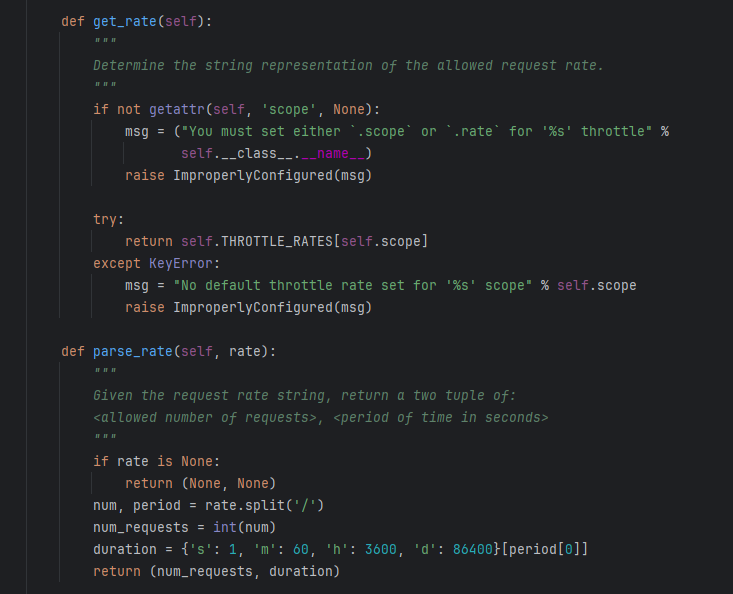 def get_rate(self):
    """
    Determine the string representation of the allowed request rate.
    """
    if not getattr(self, 'scope', None):
        msg = ("You must set either `.scope` or `.rate` for '%s' throttle" %
               self.__class__.__name__)
        raise ImproperlyConfigured(msg)

    try:
        return self.THROTTLE_RATES[self.scope]
    except KeyError:
        msg = "No default throttle rate set for '%s' scope" % self.scope
        raise ImproperlyConfigured(msg)

def parse_rate(self, rate):
    """
    Given the request rate string, return a two tuple of:
    <allowed number of requests>, <period of time in seconds>
    """
    if rate is None:
        return (None, None)
    num, period = rate.split('/')
    num_requests = int(num)
    duration = {'s': 1, 'm': 60, 'h': 3600, 'd': 86400}[period[0]]
    return (num_requests, duration)